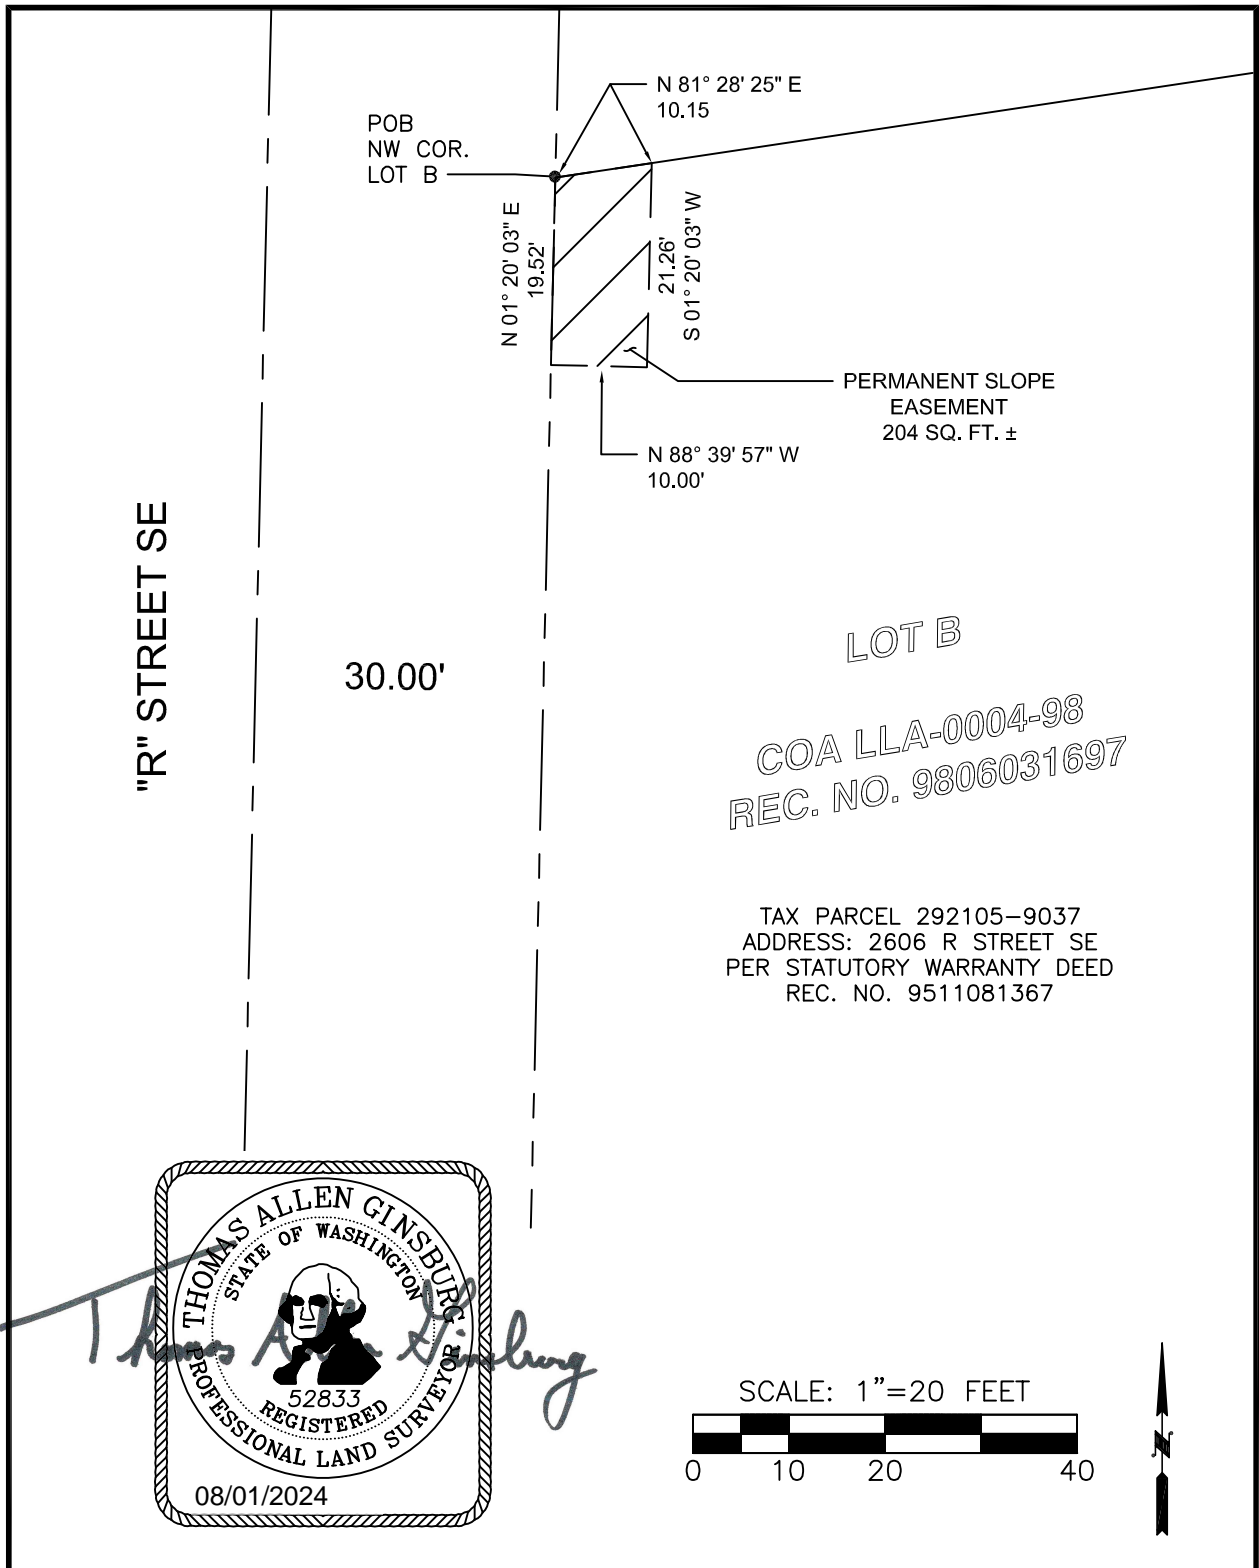 N 81° 28' 25" E
10.15
POB
NW COR.
LOT B
N 01° 20' 03" E
19.52'
21.26'
S 01° 20' 03" W
PERMANENT SLOPE
EASEMENT
204 SQ. FT. ±
N 88° 39' 57" W
10.00'
"R" STREET SE
30.00'
LOT B
COA LLA-0004-98
REC. NO. 9806031697
TAX PARCEL 292105-9037
ADDRESS: 2606 R STREET SE
PER STATUTORY WARRANTY DEED
REC. NO. 9511081367
THOMAS ALLEN GINSBURG
STATE OF WASHINGTON
Thomas Allen Ginsburg
52833
REGISTERED
PROFESSIONAL LAND SURVEYOR
08/01/2024
SCALE: 1"=20 FEET
0 10 20 40
N